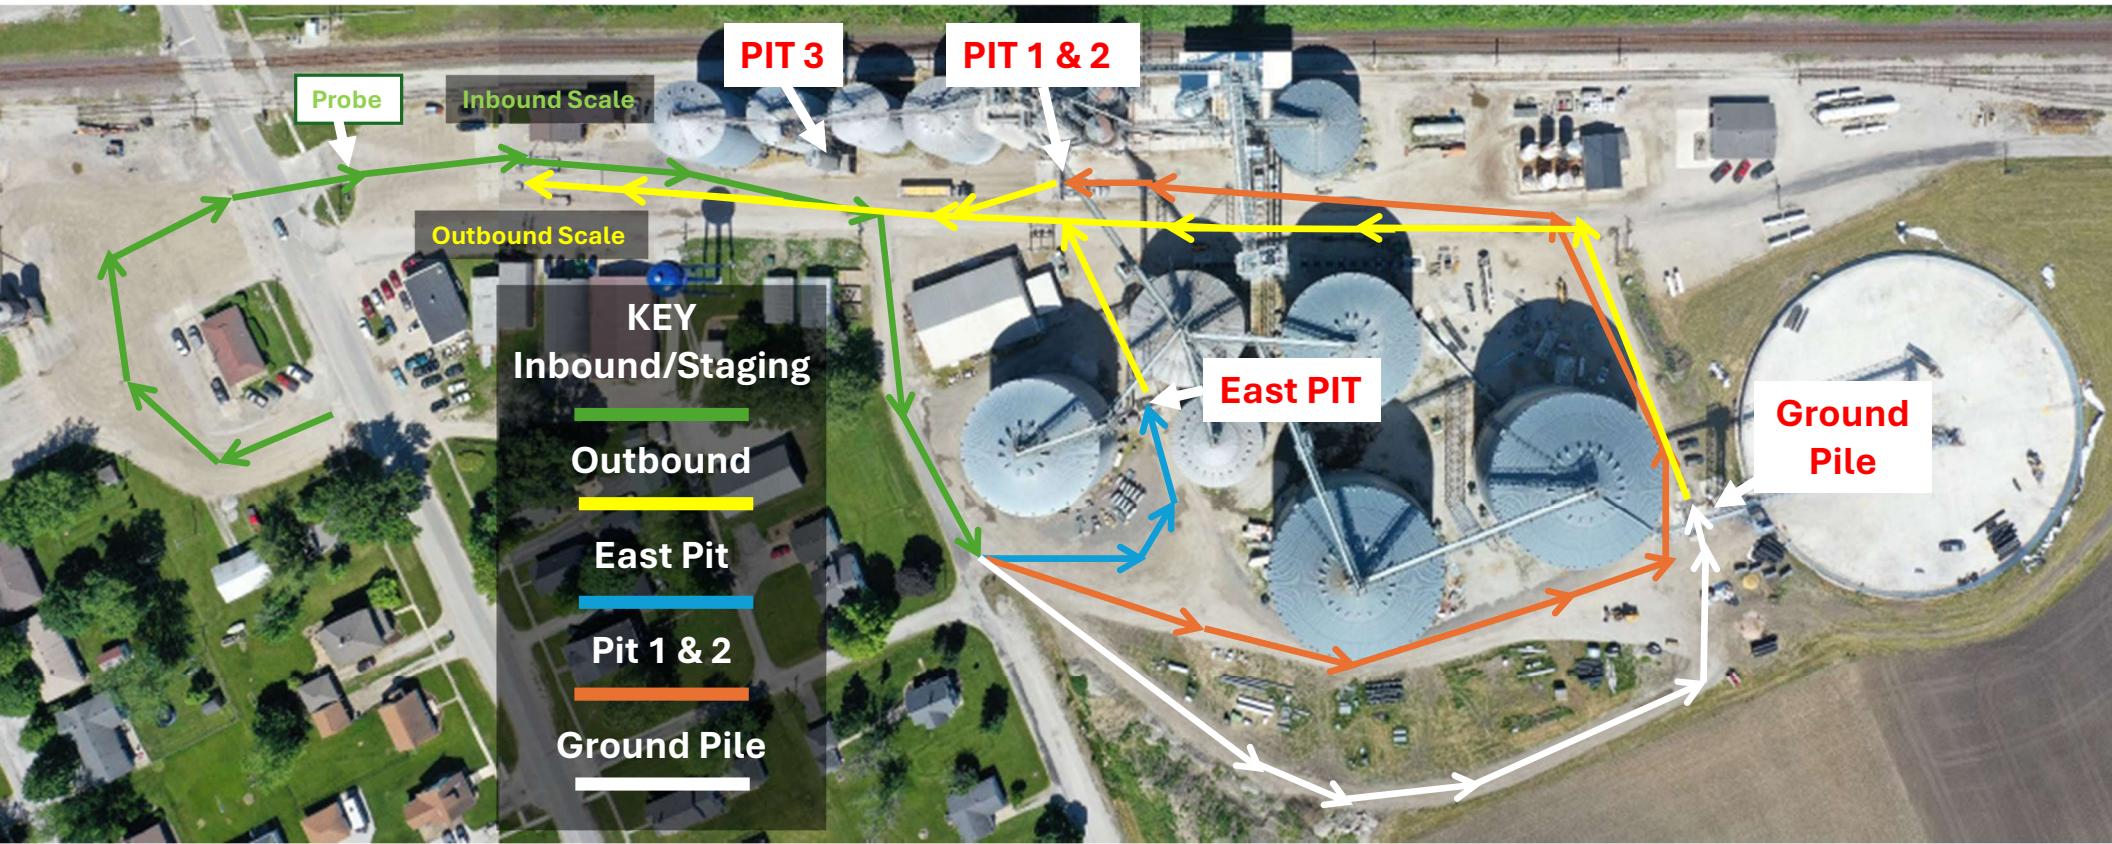 PIT 3
PIT 1 & 2
Probe
Inbound Scale
Outbound Scale
KEY
Inbound/Staging
Outbound
East Pit
Pit 1 & 2
Ground Pile
East PIT
Ground
Pile